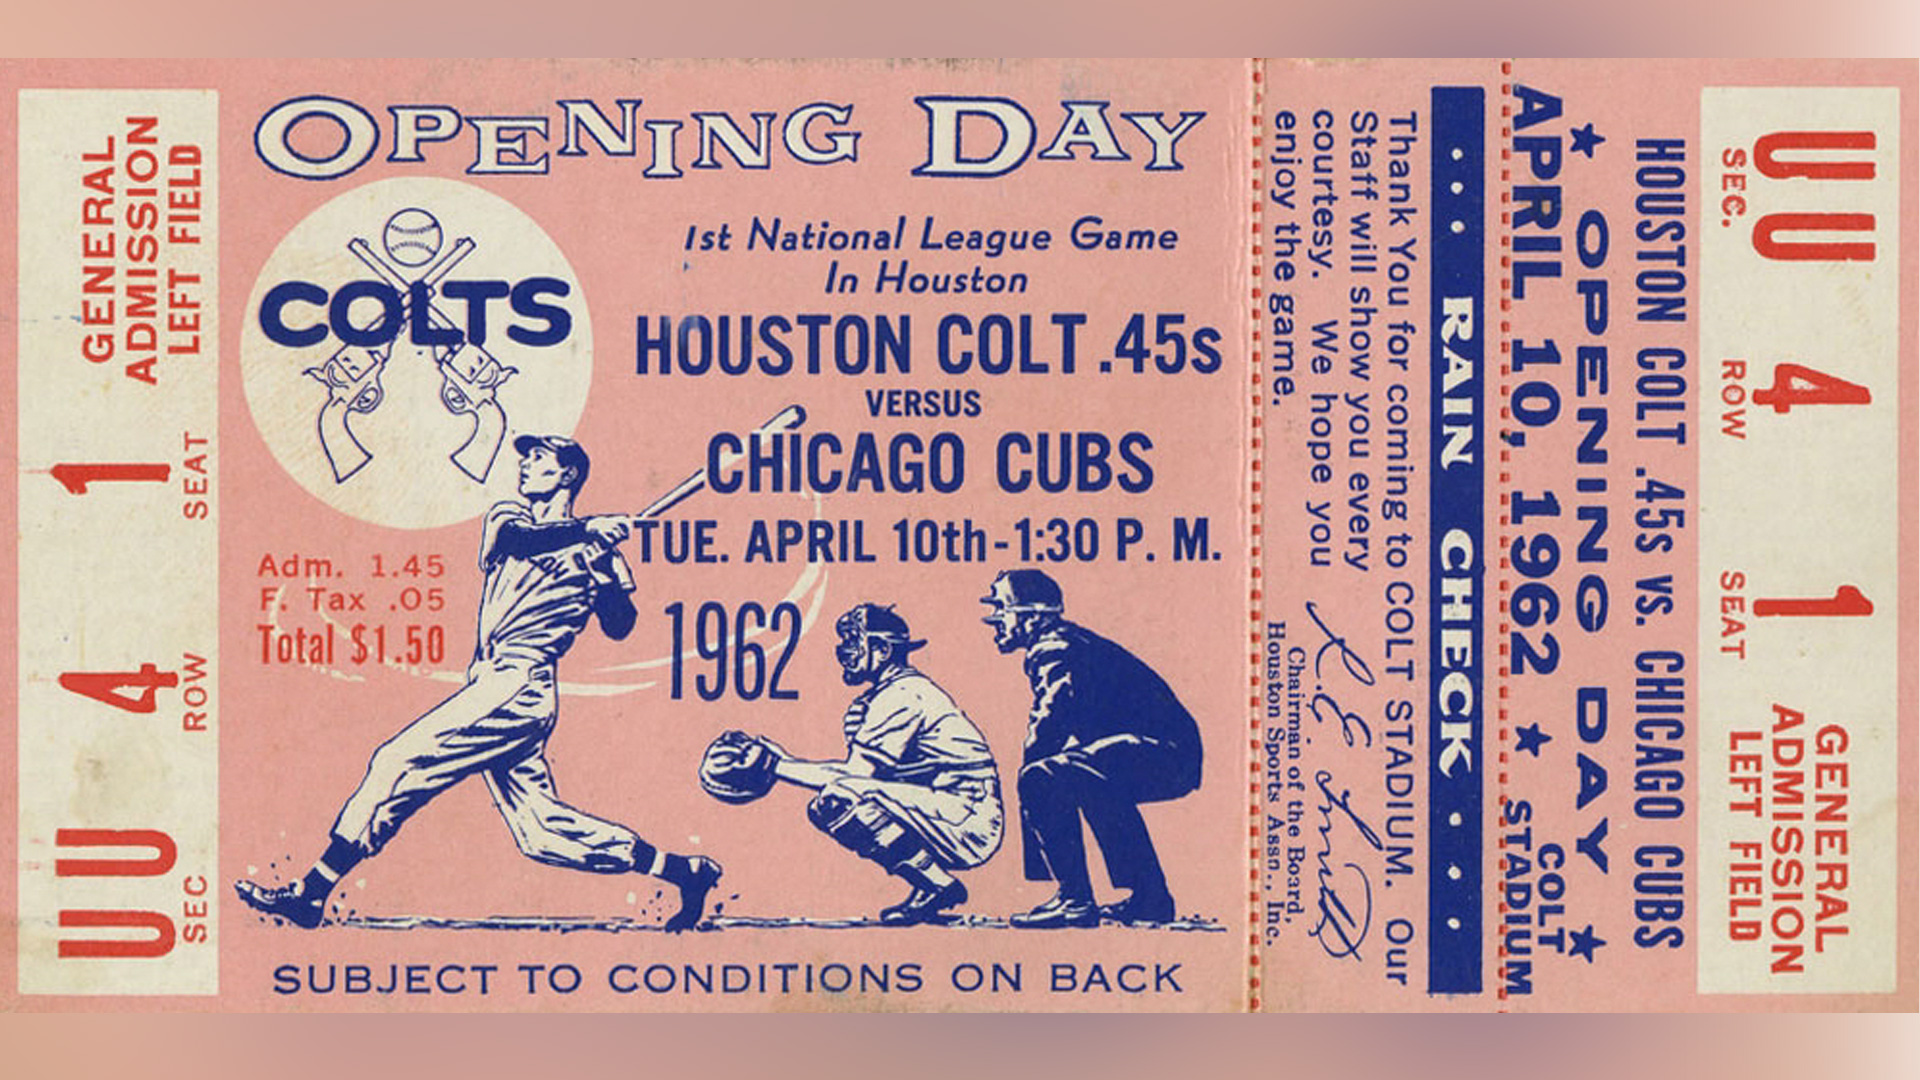 GENERAL
ADMISSION
LEFT FIELD
1
SEAT
4
ROW
UU
SEC
OPENING DAY
COLTS
1st National League Game
In Houston
HOUSTON COLT .45s
VERSUS
CHICAGO CUBS
TUE. APRIL 10th-1:30 P. M.
1962
Adm. 1.45
F. Tax .05
Total $1.50
SUBJECT TO CONDITIONS ON BACK
Thank You for coming to COLT STADIUM. Our
Staff will show you every
courtesy. We hope you
enjoy the game.
R.E. Smith
Chairman of the Board,
Houston Sports Assn., Inc.
... RAIN CHECK ...
HOUSTON COLT .45s vs. CHICAGO CUBS
★ OPENING DAY ★
APRIL 10, 1962 ★ COLT
STADIUM
UU
SEC.
4
ROW
1
SEAT
GENERAL
ADMISSION
LEFT FIELD